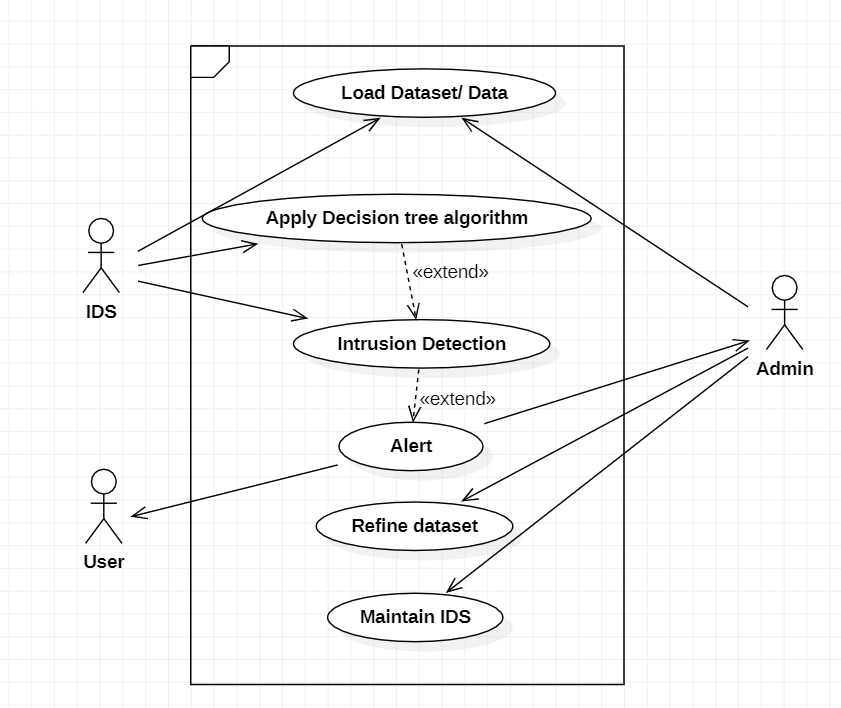 Load Dataset/ Data
Apply Decision tree algorithm
«extend»
IDS
Intrusion Detection
Admin
«extend»
Alert
Refine dataset
User
Maintain IDS